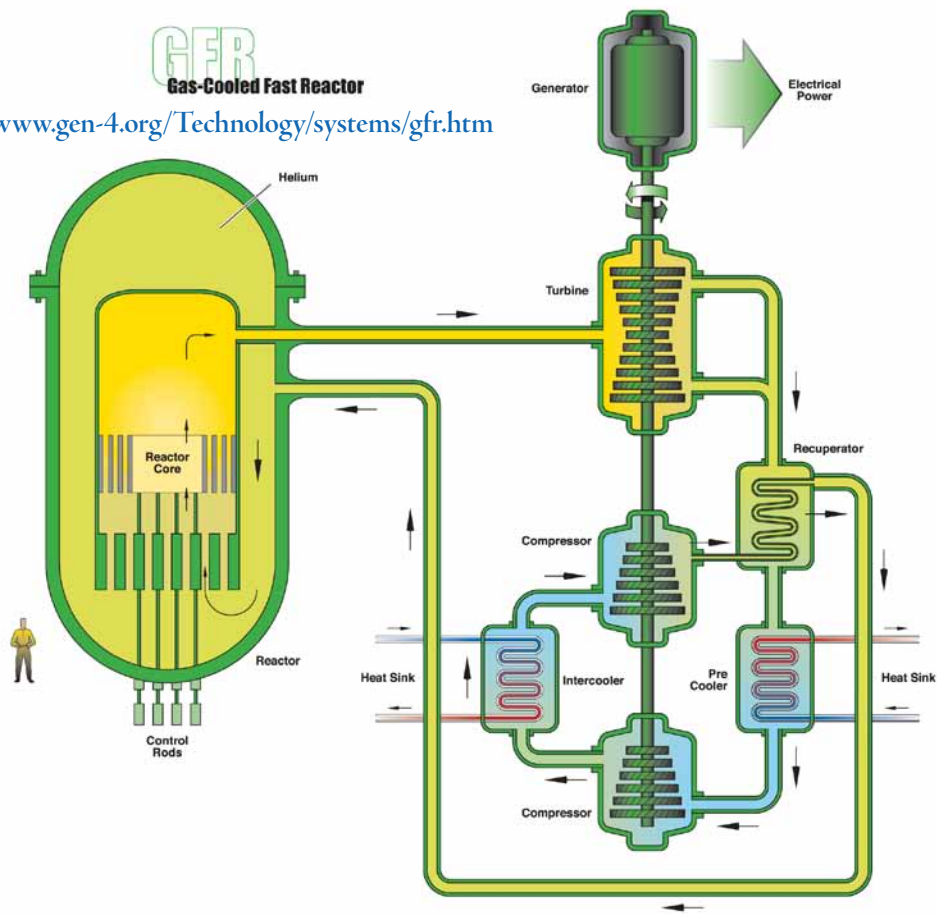 GFR
Gas-Cooled Fast Reactor
www.gen-4.org/Technology/systems/gfr.htm
Generator
Electrical
Power
Helium
Turbine
Reactor
Core
Recuperator
Compressor
Reactor
Heat Sink
Intercooler
Pre
Cooler
Heat Sink
Control
Rods
Compressor